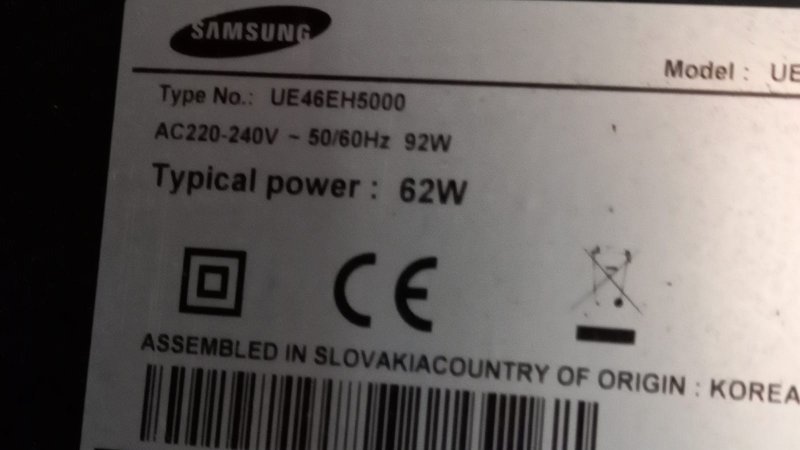 SAMSUNG
Model : UE
Type No.: UE46EH5000
AC220-240V ~ 50/60Hz 92W
Typical power : 62W
CE
ASSEMBLED IN SLOVAKIACOUNTRY OF ORIGIN : KOREA